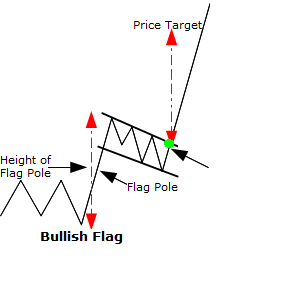 Price Target
Height of
Flag Pole
Flag Pole
Bullish Flag